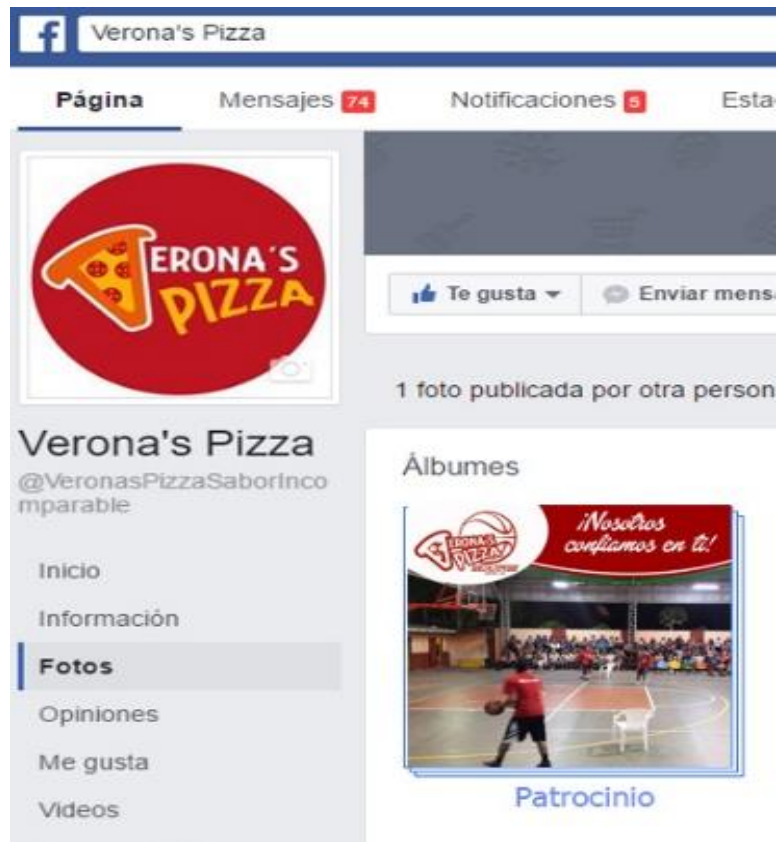 Verona's Pizza
Página Mensajes 74 Notificaciones 5 Esta
ERONA'S
PIZZA
Te gusta Enviar mensa
1 foto publicada por otra person
Verona's Pizza
@VeronasPizzaSaborInco
mparable
Álbumes
ERONA'S
PIZZA
¡Nosotros
confiamos en ti!
Inicio
Información
Fotos
Opiniones
Me gusta
Videos
Patrocinio